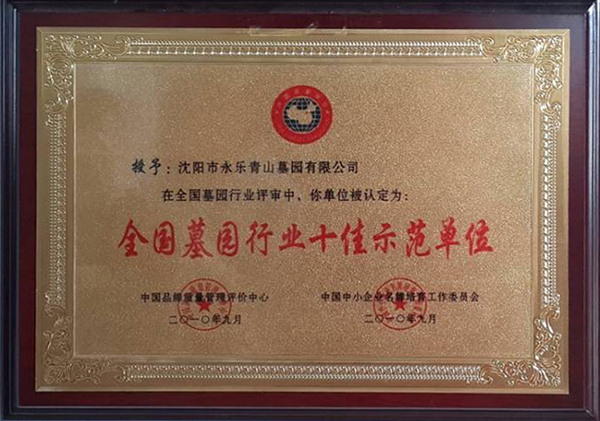 授予：沈阳市永乐青山墓园有限公司
在全国墓园行业评审中，你单位被认定为：
全国墓园行业十佳示范单位
中国品牌质量管理评价中心
中国中小企业名牌培育工作委员会
二〇一〇年九月
二〇一〇年九月